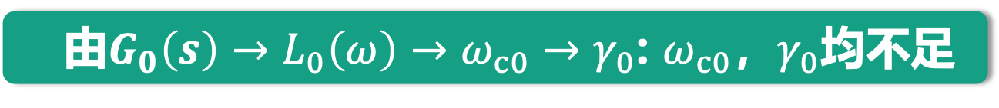 由G₀(s) → L₀(ω) → ω_c0 → γ₀: ω_c0，γ₀均不足